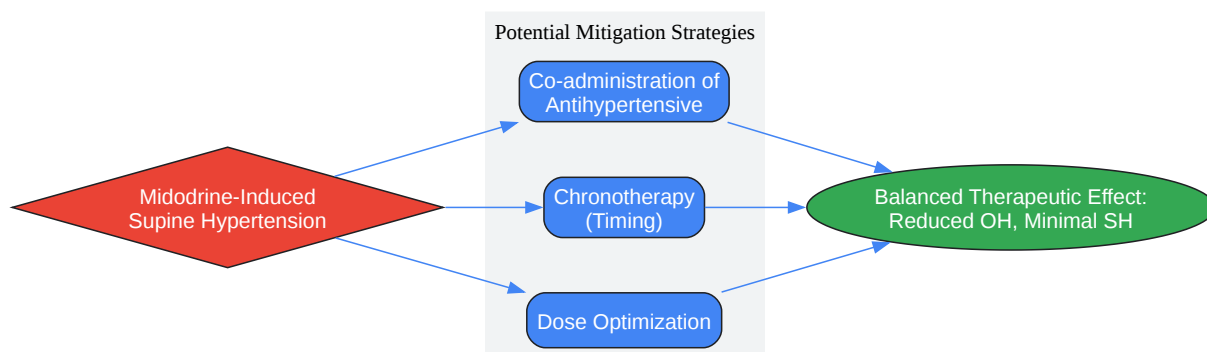 Potential Mitigation Strategies
Co-administration of
Antihypertensive
Midodrine-Induced
Supine Hypertension
Chronotherapy
(Timing)
Balanced Therapeutic Effect:
Reduced OH, Minimal SH
Dose Optimization